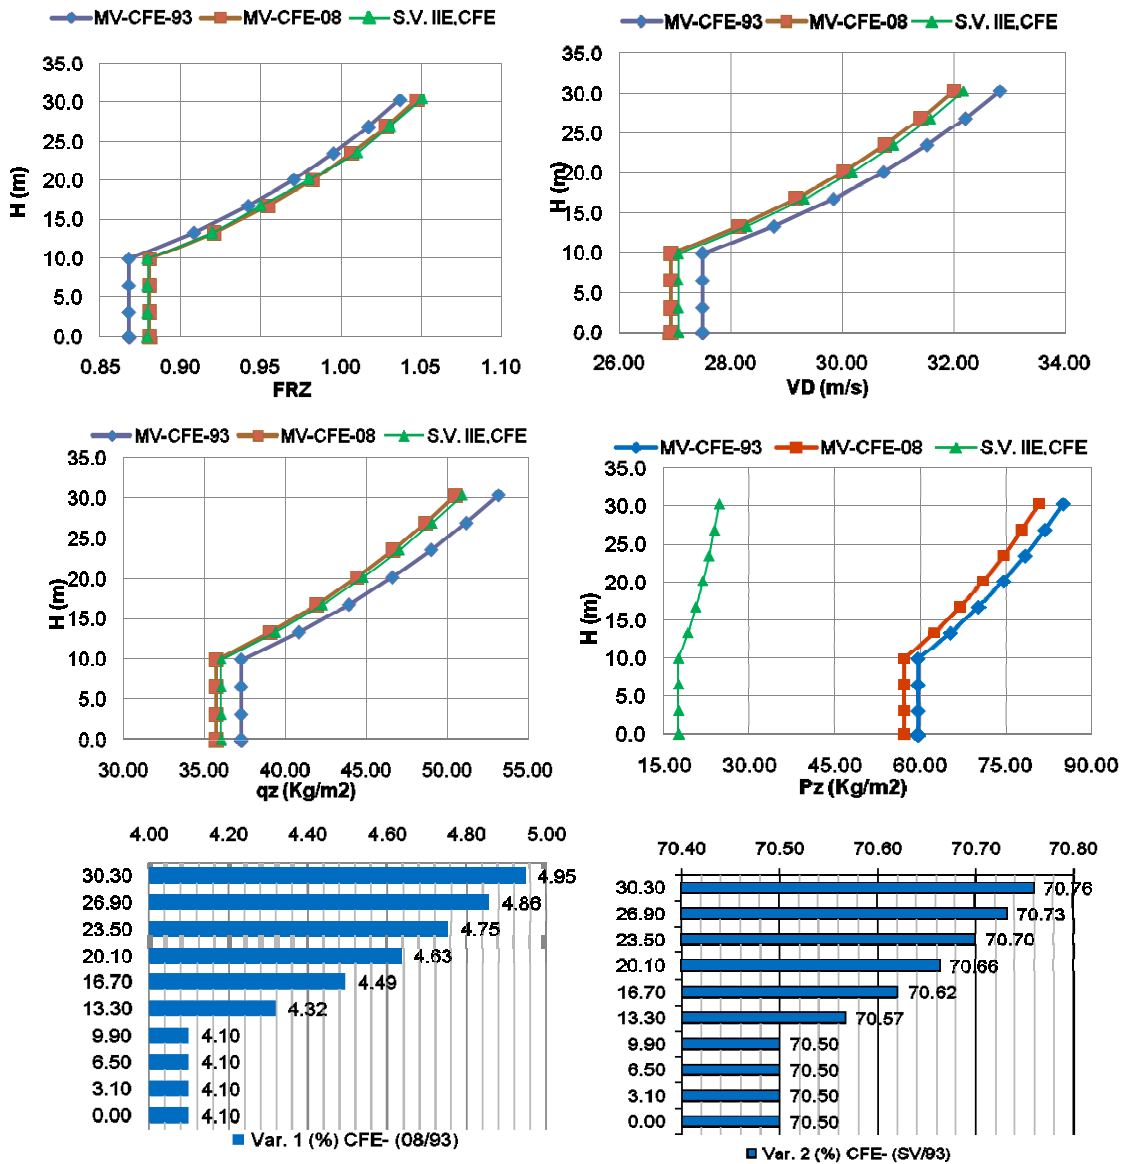 MV-CFE-93 MV-CFE-08 S.V. IIE,CFE
35.0
30.0
25.0
20.0
15.0
10.0
5.0
0.0
H (m)
0.85 0.90 0.95 1.00 1.05 1.10
FRZ
MV-CFE-93 MV-CFE-08 S.V. IIE,CFE
35.0
30.0
25.0
20.0
15.0
10.0
5.0
0.0
H (m)
26.00 28.00 30.00 32.00 34.00
VD (m/s)
MV-CFE-93 MV-CFE-08 S.V. IIE,CFE
35.0
30.0
25.0
20.0
15.0
10.0
5.0
0.0
H (m)
30.00 35.00 40.00 45.00 50.00 55.00
qz (Kg/m2)
MV-CFE-93 MV-CFE-08 S.V. IIE,CFE
35.0
30.0
25.0
20.0
15.0
10.0
5.0
0.0
H (m)
15.00 30.00 45.00 60.00 75.00 90.00
Pz (Kg/m2)
4.00 4.20 4.40 4.60 4.80 5.00
30.30 4.95
26.90 4.86
23.50 4.75
20.10 4.63
16.70 4.49
13.30 4.32
9.90 4.10
6.50 4.10
3.10 4.10
0.00 4.10
Var. 1 (%) CFE- (08/93)
70.40 70.50 70.60 70.70 70.80
30.30 70.76
26.90 70.73
23.50 70.70
20.10 70.66
16.70 70.62
13.30 70.57
9.90 70.50
6.50 70.50
3.10 70.50
0.00 70.50
Var. 2 (%) CFE- (SV/93)